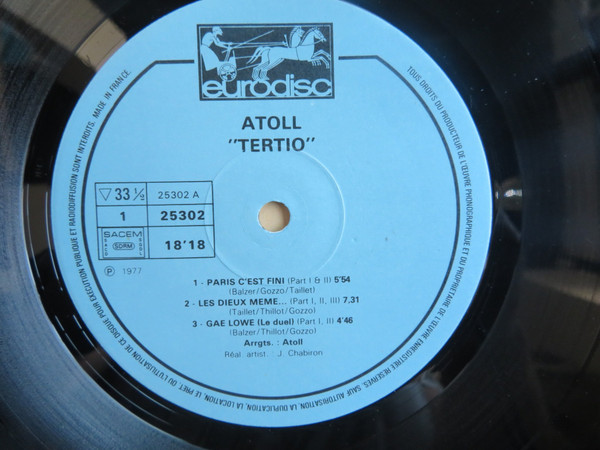 eurodisc
ATOLL
"TERTIO"
▽ 33 ½ 25302 A
1 25302
SACEM
SDRM
18'18
Ⓟ 1977
1 - PARIS C'EST FINI (Part I & II) 5'54
(Balzer/Gozzo/Taillet)
2 - LES DIEUX MEME... (Part I, II, III) 7,31
(Taillet/Thillot/Gozzo)
3 - GAE LOWE (Le duel) (Part I, II) 4'46
(Balzer/Thillot/Gozzo)
Arrgts. : Atoll
Réal artist : J. Chabiron
TOUS DROITS DU PRODUCTEUR DE L'ŒUVRE PHONOGRAPHIQUE ET DU PROPRIETAIRE DE L'ŒUVRE ENREGISTREE RESERVES. SAUF AUTORISATION, LA DUPLICATION, LA LOCATION, LE PRET, OU L'UTILISATION DE CE DISQUE POUR EXECUTION PUBLIQUE ET RADIODIFFUSION SONT INTERDITS. MADE IN FRANCE